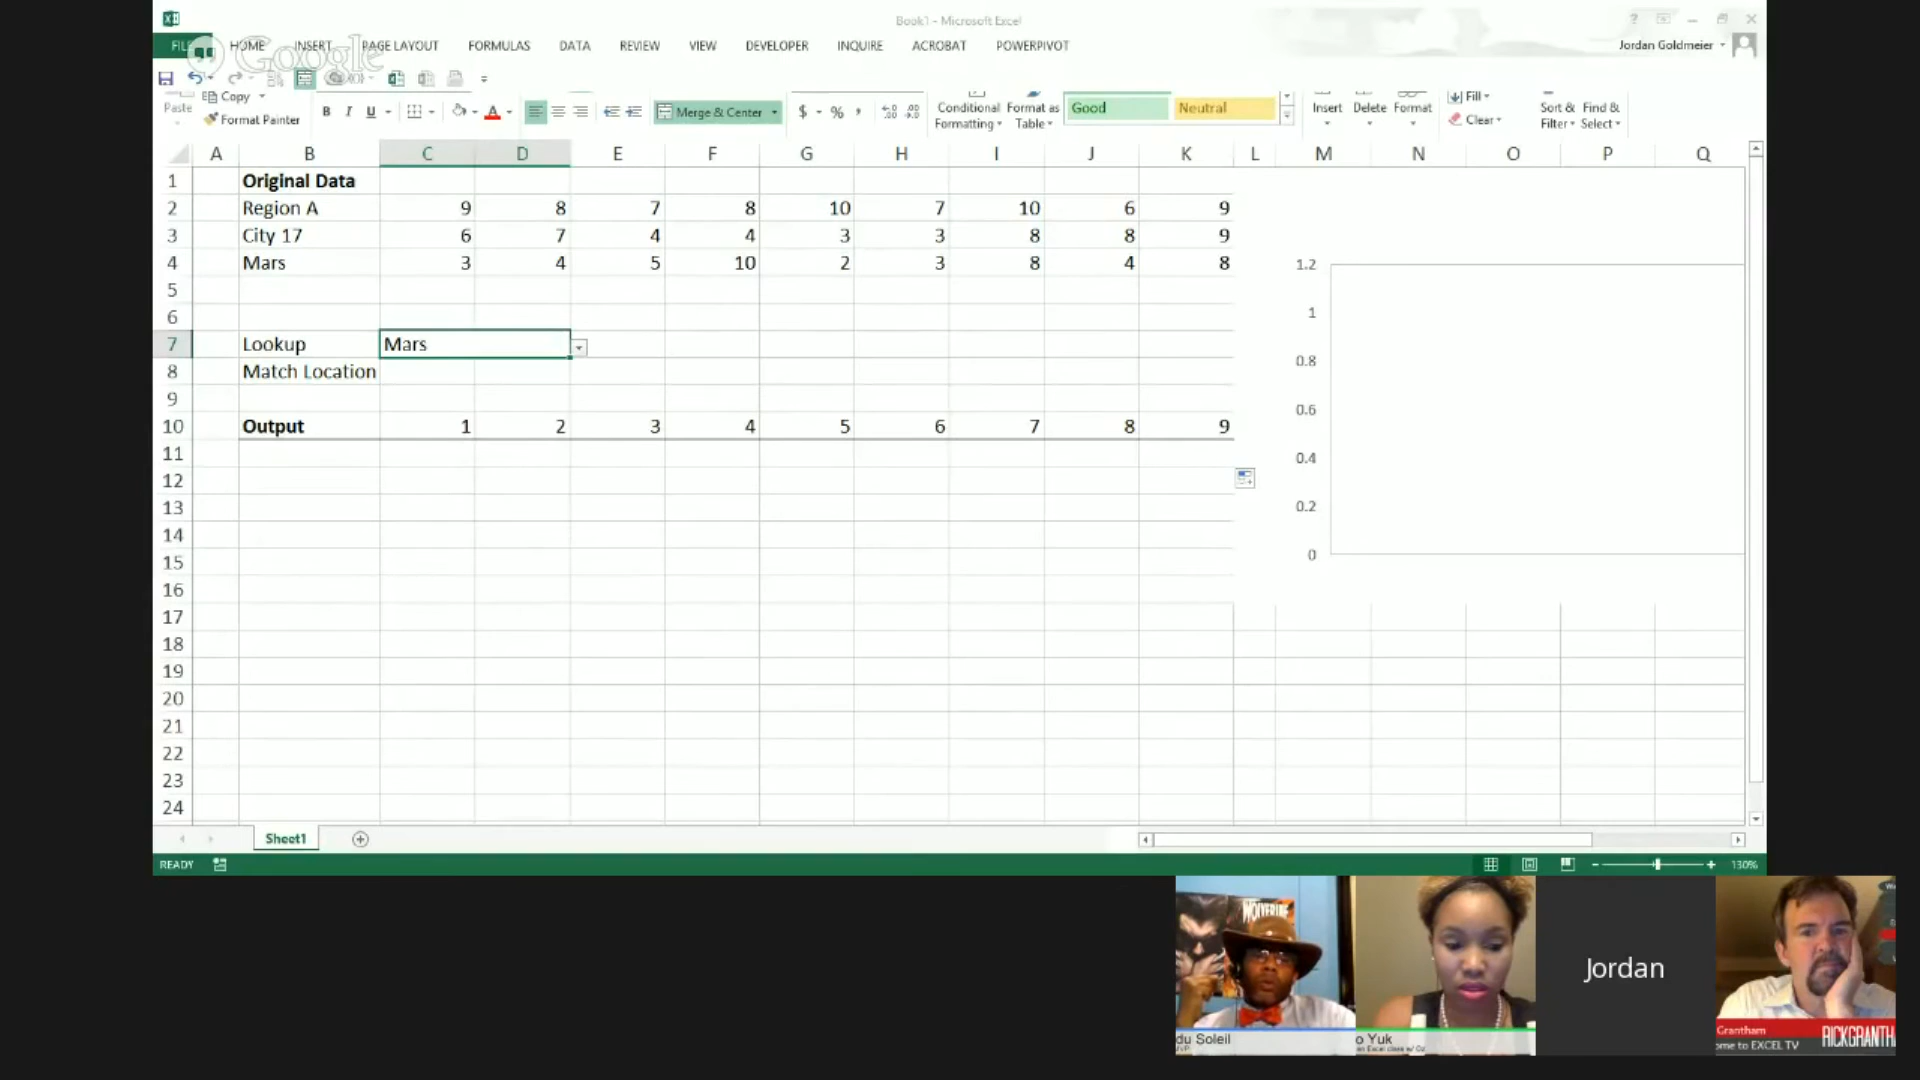 Book1 - Microsoft Excel
Google
FILE HOME INSERT PAGE LAYOUT FORMULAS DATA REVIEW VIEW DEVELOPER INQUIRE ACROBAT POWERPIVOT
Jordan Goldmeier
Paste Copy
Format Painter
B I U
Merge & Center
$ % ,
Conditional Formatting
Format as Table
Good Neutral
Insert Delete Format
Fill
Clear
Sort & Filter
Find & Select
A B C D E F G H I J K L M N O P Q
1 Original Data
2 Region A 9 8 7 8 10 7 10 6 9
3 City 17 6 7 4 4 3 3 8 8 9
4 Mars 3 4 5 10 2 3 8 4 8
5
6
7 Lookup Mars
8 Match Location
9
10 Output 1 2 3 4 5 6 7 8 9
11
12
13
14
15
16
17
18
19
20
21
22
23
24
1.2
1
0.8
0.6
0.4
0.2
0
Sheet1
READY
130%
WOLVERINE
du Soleil
o Yuk
Jordan
Grantham
ome to EXCEL TV
RICKGRANTH